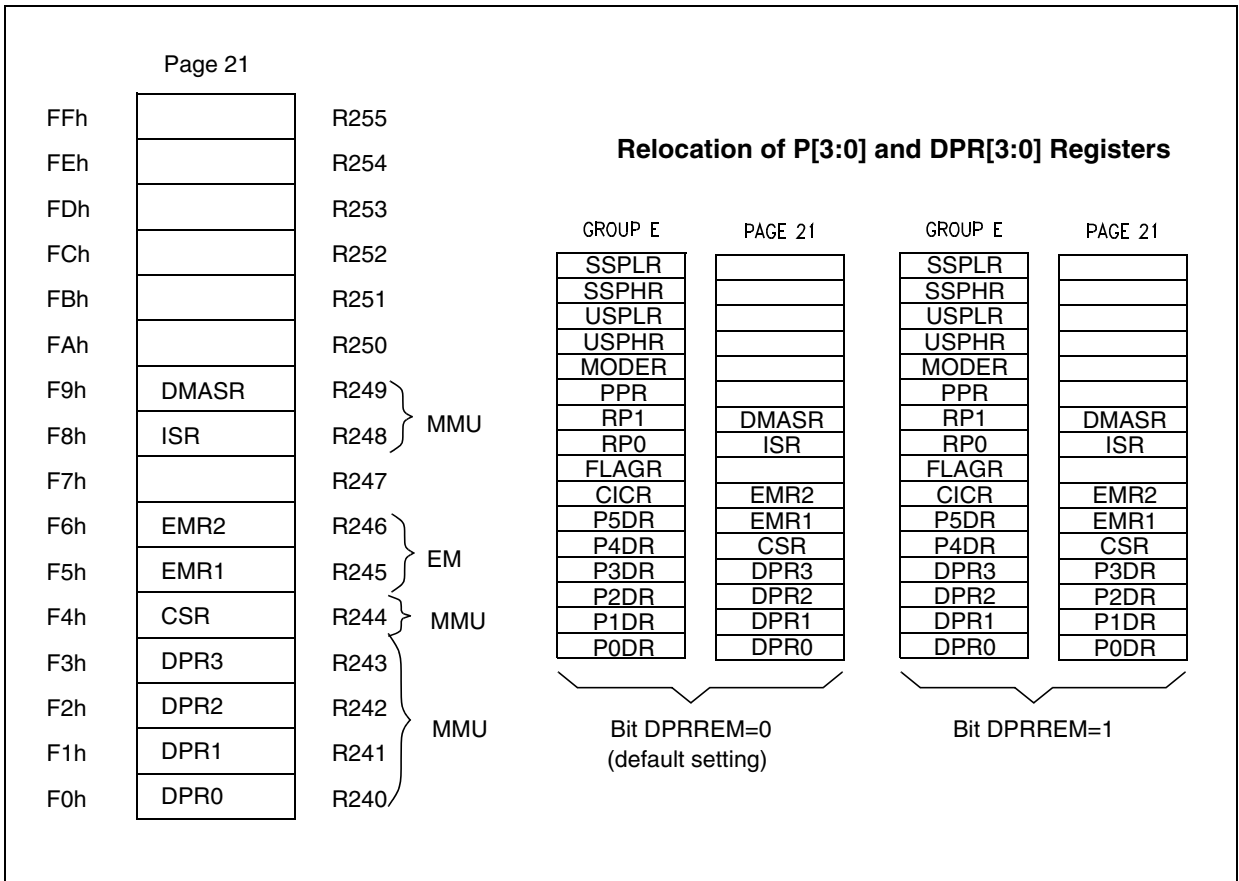 Page 21
FFh R255
FEh R254
FDh R253
FCh R252
FBh R251
FAh R250
F9h DMASR R249
MMU
F8h ISR R248
F7h R247
F6h EMR2 R246
EM
F5h EMR1 R245
F4h CSR R244 MMU
F3h DPR3 R243
F2h DPR2 R242
MMU
F1h DPR1 R241
F0h DPR0 R240
Relocation of P[3:0] and DPR[3:0] Registers
GROUP E PAGE 21 GROUP E PAGE 21
SSPLR SSPLR
SSPHR SSPHR
USPLR USPLR
USPHR USPHR
MODER MODER
PPR PPR
RP1 DMASR RP1 DMASR
RP0 ISR RP0 ISR
FLAGR FLAGR
CICR EMR2 CICR EMR2
P5DR EMR1 P5DR EMR1
P4DR CSR P4DR CSR
P3DR DPR3 DPR3 P3DR
P2DR DPR2 DPR2 P2DR
P1DR DPR1 DPR1 P1DR
P0DR DPR0 DPR0 P0DR
Bit DPRREM=0 Bit DPRREM=1
(default setting)